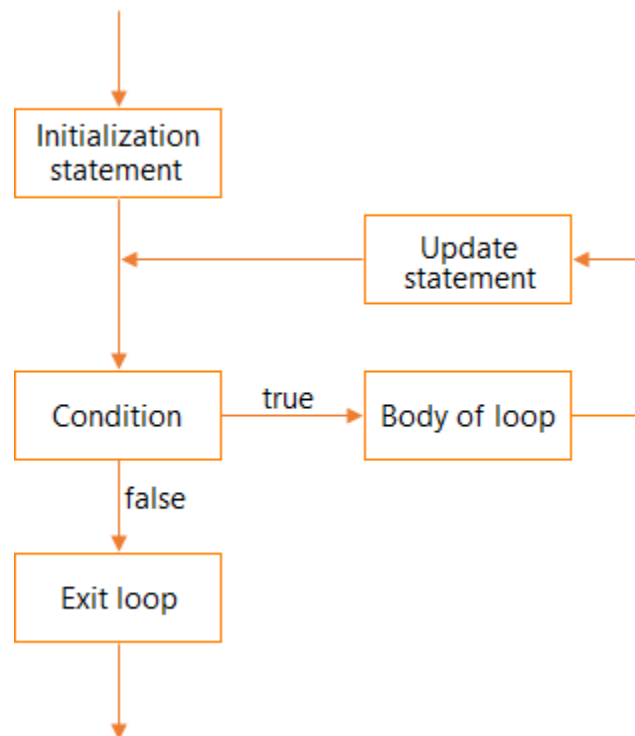 Initialization
statement
Update
statement
Condition
true
Body of loop
false
Exit loop